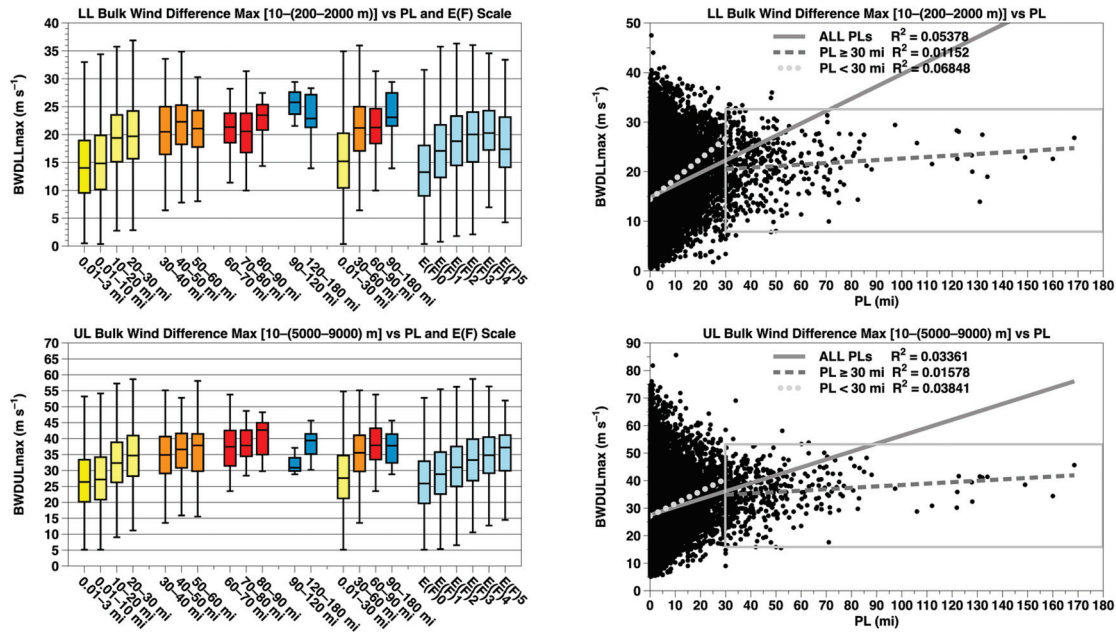 LL Bulk Wind Difference Max [10–(200–2000 m)] vs PL and E(F) Scale
BWDLLmax (m s⁻¹)
40
35
30
25
20
15
10
5
0
0.01–3 mi
0.01–10 mi
10–20 mi
20–30 mi
30–40 mi
40–50 mi
50–60 mi
60–70 mi
70–80 mi
80–90 mi
90–120 mi
120–180 mi
0.01–30 mi
30–60 mi
60–90 mi
90–180 mi
E(F)0
E(F)1
E(F)2
E(F)3
E(F)4
E(F)5
LL Bulk Wind Difference Max [10–(200–2000 m)] vs PL
ALL PLs R² = 0.05378
PL ≥ 30 mi R² = 0.01152
PL < 30 mi R² = 0.06848
BWDLLmax (m s⁻¹)
50
40
30
20
10
0
0 10 20 30 40 50 60 70 80 90 100 110 120 130 140 150 160 170 180
PL (mi)
UL Bulk Wind Difference Max [10–(5000–9000) m] vs PL and E(F) Scale
BWDULmax (m s⁻¹)
70
65
60
55
50
45
40
35
30
25
20
15
10
5
0
0.01–3 mi
0.01–10 mi
10–20 mi
20–30 mi
30–40 mi
40–50 mi
50–60 mi
60–70 mi
70–80 mi
80–90 mi
90–120 mi
120–180 mi
0.01–30 mi
30–60 mi
60–90 mi
90–180 mi
E(F)0
E(F)1
E(F)2
E(F)3
E(F)4
E(F)5
UL Bulk Wind Difference Max [10–(5000–9000) m] vs PL
ALL PLs R² = 0.03361
PL ≥ 30 mi R² = 0.01578
PL < 30 mi R² = 0.03841
BWDULmax (m s⁻¹)
90
80
70
60
50
40
30
20
10
0
0 10 20 30 40 50 60 70 80 90 100 110 120 130 140 150 160 170 180
PL (mi)